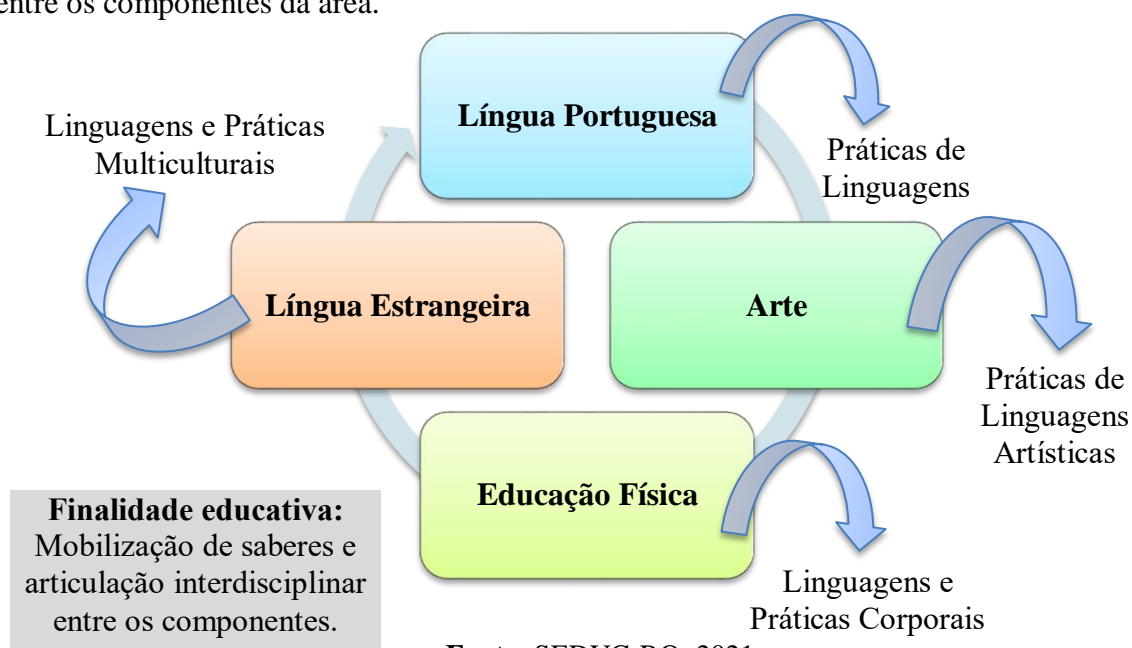 entre os componentes da área.
Língua Portuguesa
Práticas de
Linguagens
Linguagens e Práticas
Multiculturais
Língua Estrangeira
Arte
Práticas de
Linguagens
Artísticas
Educação Física
Linguagens e
Práticas Corporais
Finalidade educativa:
Mobilização de saberes e
articulação interdisciplinar
entre os componentes.